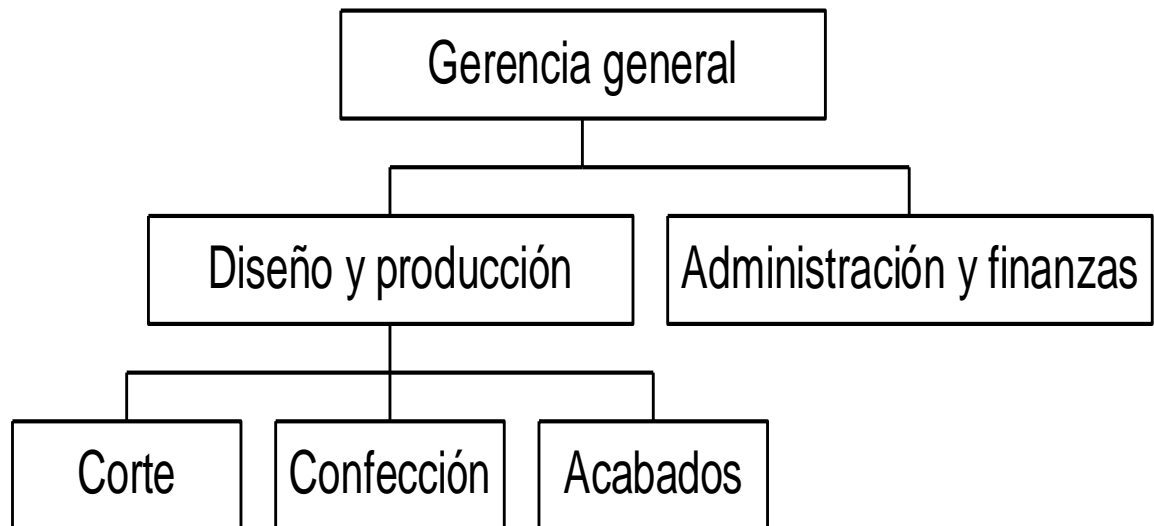 Gerencia general
Diseño y producción
Administración y finanzas
Corte
Confección
Acabados